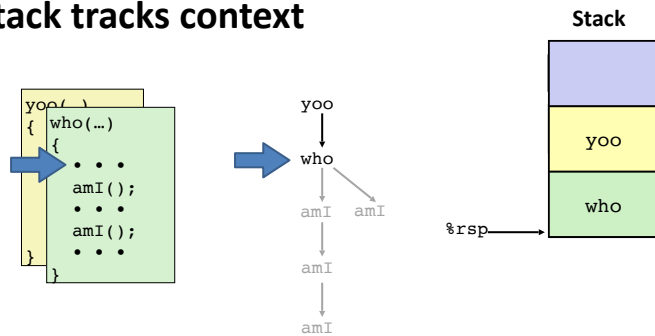 tack tracks context
Stack
yoo(…)
{
}
who(…)
{
• • •
amI();
• • •
amI();
• • •
}
yoo
who
amI amI
amI
amI
yoo
who
%rsp